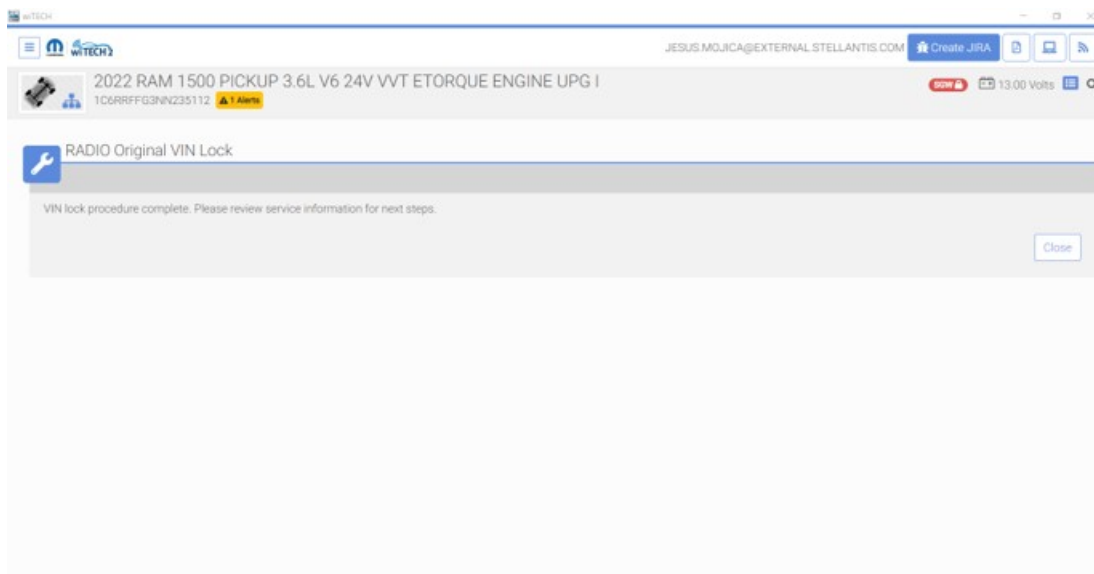 wiTECH
wiTECH 2 JESUS.MOJICA@EXTERNAL.STELLANTIS.COM Create JIRA
2022 RAM 1500 PICKUP 3.6L V6 24V VVT ETORQUE ENGINE UPG I
1C6RRFFG3NN235112 1 Alerts SGW 13.00 Volts
RADIO Original VIN Lock
VIN lock procedure complete. Please review service information for next steps.
Close